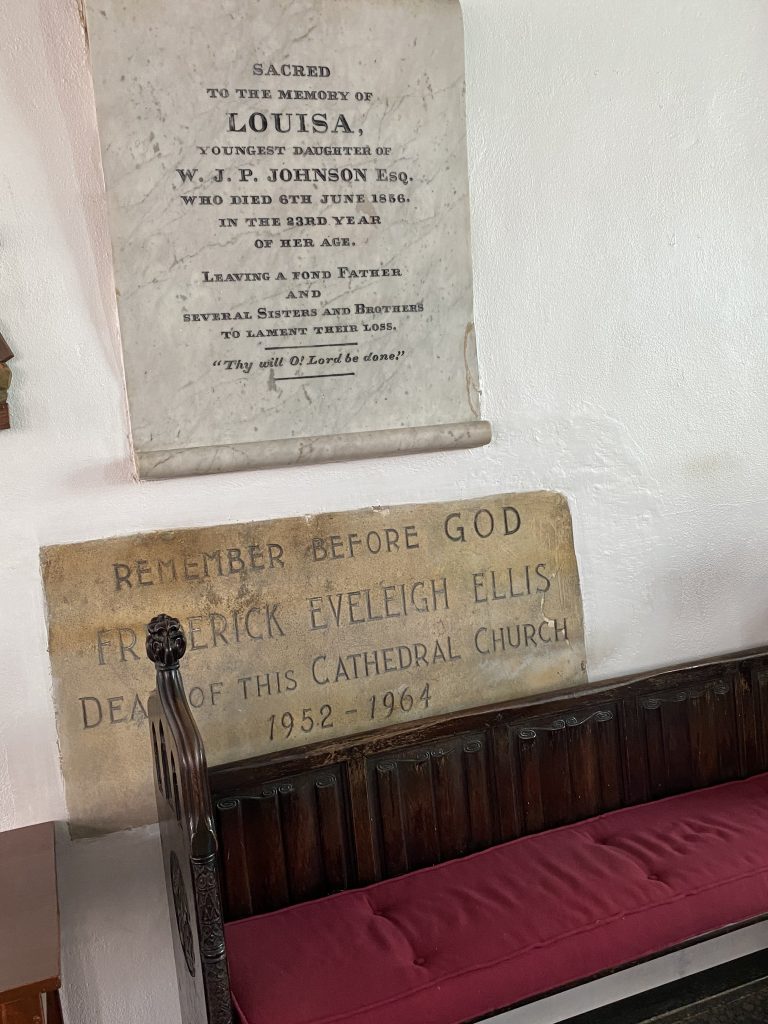 SACRED
TO THE MEMORY OF
LOUISA,
YOUNGEST DAUGHTER OF
W. J. P. JOHNSON ESQ.
WHO DIED 6TH JUNE 1856.
IN THE 23RD YEAR
OF HER AGE.
LEAVING A FOND FATHER
AND
SEVERAL SISTERS AND BROTHERS
TO LAMENT THEIR LOSS.
"Thy will O! Lord be done."
REMEMBER BEFORE GOD
FREDERICK EVELEIGH ELLIS
DEAN OF THIS CATHEDRAL CHURCH
1952 - 1964